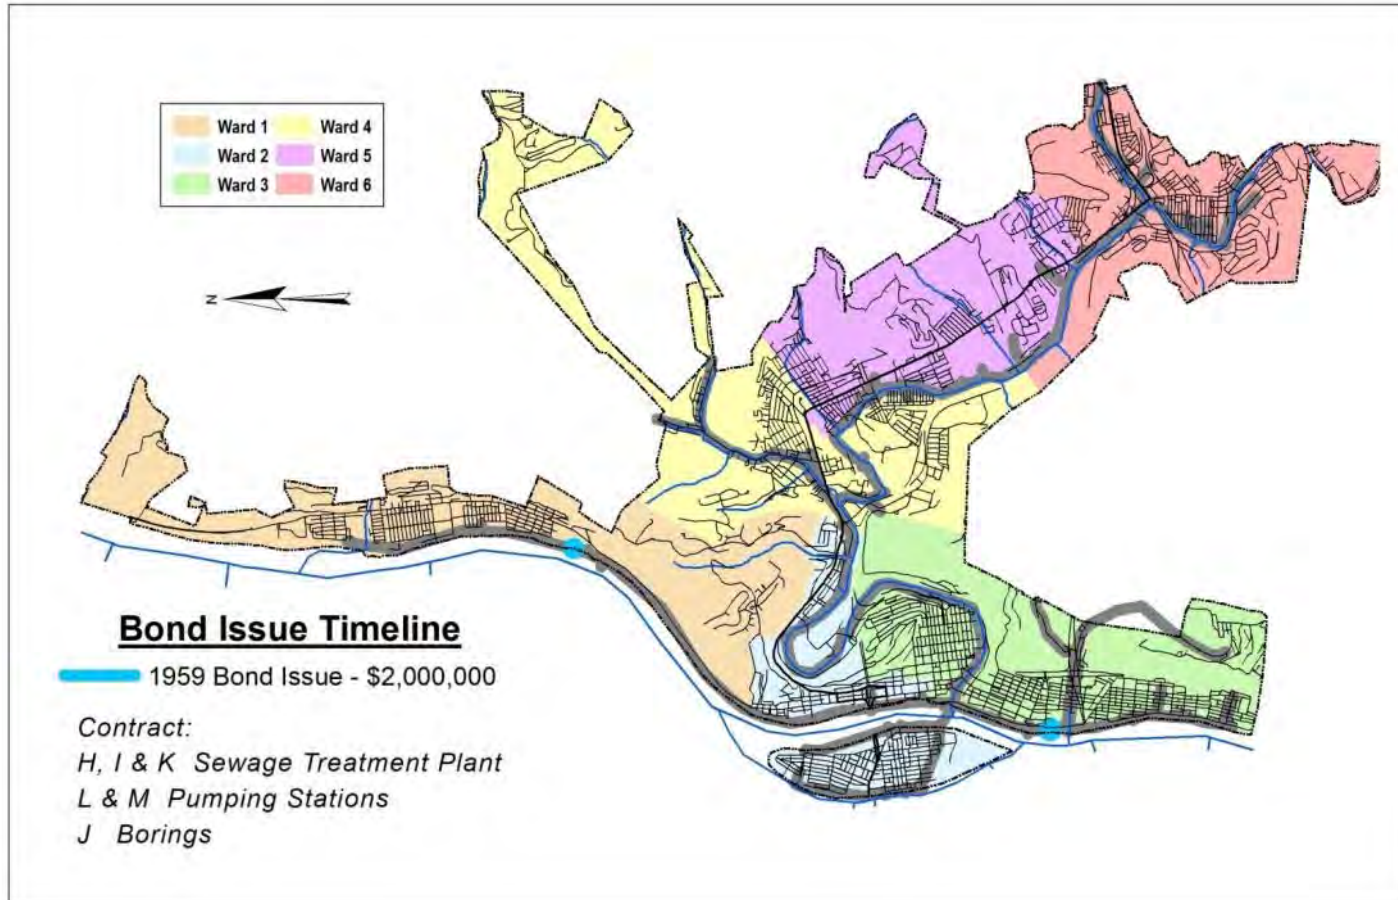 Ward 1 Ward 4
Ward 2 Ward 5
Ward 3 Ward 6
N
Bond Issue Timeline
1959 Bond Issue - $2,000,000
Contract:
H, I & K Sewage Treatment Plant
L & M Pumping Stations
J Borings